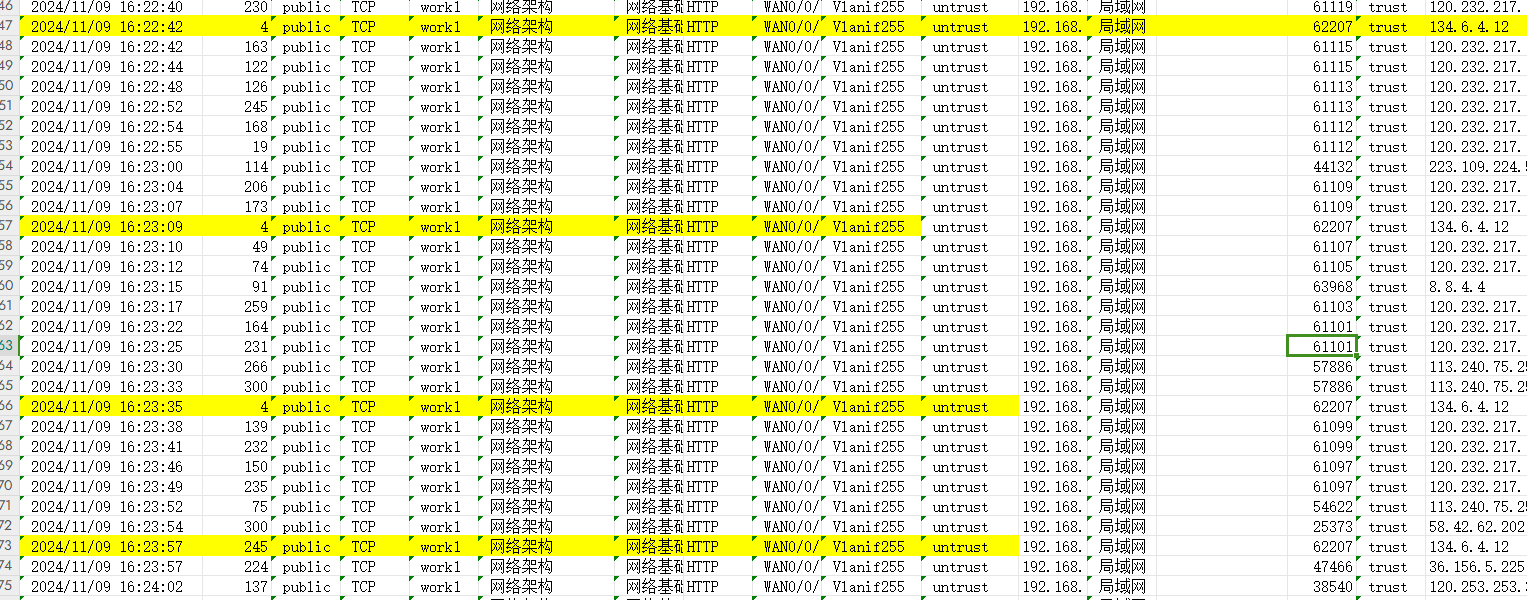 46 2024/11/09 16:22:40 230 public TCP work1 网络架构 网络基础 HTTP WAN0/0/ Vlanif255 untrust 192.168. 局域网 61119 trust 120.232.217.
47 2024/11/09 16:22:42 4 public TCP work1 网络架构 网络基础 HTTP WAN0/0/ Vlanif255 untrust 192.168. 局域网 62207 trust 134.6.4.12
48 2024/11/09 16:22:42 163 public TCP work1 网络架构 网络基础 HTTP WAN0/0/ Vlanif255 untrust 192.168. 局域网 61115 trust 120.232.217.
49 2024/11/09 16:22:44 122 public TCP work1 网络架构 网络基础 HTTP WAN0/0/ Vlanif255 untrust 192.168. 局域网 61115 trust 120.232.217.
50 2024/11/09 16:22:48 126 public TCP work1 网络架构 网络基础 HTTP WAN0/0/ Vlanif255 untrust 192.168. 局域网 61113 trust 120.232.217.
51 2024/11/09 16:22:52 245 public TCP work1 网络架构 网络基础 HTTP WAN0/0/ Vlanif255 untrust 192.168. 局域网 61113 trust 120.232.217.
52 2024/11/09 16:22:54 168 public TCP work1 网络架构 网络基础 HTTP WAN0/0/ Vlanif255 untrust 192.168. 局域网 61112 trust 120.232.217.
53 2024/11/09 16:22:55 19 public TCP work1 网络架构 网络基础 HTTP WAN0/0/ Vlanif255 untrust 192.168. 局域网 61112 trust 120.232.217.
54 2024/11/09 16:23:00 114 public TCP work1 网络架构 网络基础 HTTP WAN0/0/ Vlanif255 untrust 192.168. 局域网 44132 trust 223.109.224.
55 2024/11/09 16:23:04 206 public TCP work1 网络架构 网络基础 HTTP WAN0/0/ Vlanif255 untrust 192.168. 局域网 61109 trust 120.232.217.
56 2024/11/09 16:23:07 173 public TCP work1 网络架构 网络基础 HTTP WAN0/0/ Vlanif255 untrust 192.168. 局域网 61109 trust 120.232.217.
57 2024/11/09 16:23:09 4 public TCP work1 网络架构 网络基础 HTTP WAN0/0/ Vlanif255 untrust 192.168. 局域网 62207 trust 134.6.4.12
58 2024/11/09 16:23:10 49 public TCP work1 网络架构 网络基础 HTTP WAN0/0/ Vlanif255 untrust 192.168. 局域网 61107 trust 120.232.217.
59 2024/11/09 16:23:12 74 public TCP work1 网络架构 网络基础 HTTP WAN0/0/ Vlanif255 untrust 192.168. 局域网 61105 trust 120.232.217.
60 2024/11/09 16:23:15 91 public TCP work1 网络架构 网络基础 HTTP WAN0/0/ Vlanif255 untrust 192.168. 局域网 63968 trust 8.8.4.4
61 2024/11/09 16:23:17 259 public TCP work1 网络架构 网络基础 HTTP WAN0/0/ Vlanif255 untrust 192.168. 局域网 61103 trust 120.232.217.
62 2024/11/09 16:23:22 164 public TCP work1 网络架构 网络基础 HTTP WAN0/0/ Vlanif255 untrust 192.168. 局域网 61101 trust 120.232.217.
63 2024/11/09 16:23:25 231 public TCP work1 网络架构 网络基础 HTTP WAN0/0/ Vlanif255 untrust 192.168. 局域网 61101 trust 120.232.217.
64 2024/11/09 16:23:30 266 public TCP work1 网络架构 网络基础 HTTP WAN0/0/ Vlanif255 untrust 192.168. 局域网 57886 trust 113.240.75.25
65 2024/11/09 16:23:33 300 public TCP work1 网络架构 网络基础 HTTP WAN0/0/ Vlanif255 untrust 192.168. 局域网 57886 trust 113.240.75.25
66 2024/11/09 16:23:35 4 public TCP work1 网络架构 网络基础 HTTP WAN0/0/ Vlanif255 untrust 192.168. 局域网 62207 trust 134.6.4.12
67 2024/11/09 16:23:38 139 public TCP work1 网络架构 网络基础 HTTP WAN0/0/ Vlanif255 untrust 192.168. 局域网 61099 trust 120.232.217.
68 2024/11/09 16:23:41 232 public TCP work1 网络架构 网络基础 HTTP WAN0/0/ Vlanif255 untrust 192.168. 局域网 61099 trust 120.232.217.
69 2024/11/09 16:23:46 150 public TCP work1 网络架构 网络基础 HTTP WAN0/0/ Vlanif255 untrust 192.168. 局域网 61097 trust 120.232.217.
70 2024/11/09 16:23:49 235 public TCP work1 网络架构 网络基础 HTTP WAN0/0/ Vlanif255 untrust 192.168. 局域网 61097 trust 120.232.217.
71 2024/11/09 16:23:52 75 public TCP work1 网络架构 网络基础 HTTP WAN0/0/ Vlanif255 untrust 192.168. 局域网 54622 trust 113.240.75.25
72 2024/11/09 16:23:54 300 public TCP work1 网络架构 网络基础 HTTP WAN0/0/ Vlanif255 untrust 192.168. 局域网 25373 trust 58.42.62.202
73 2024/11/09 16:23:57 245 public TCP work1 网络架构 网络基础 HTTP WAN0/0/ Vlanif255 untrust 192.168. 局域网 62207 trust 134.6.4.12
74 2024/11/09 16:23:57 224 public TCP work1 网络架构 网络基础 HTTP WAN0/0/ Vlanif255 untrust 192.168. 局域网 47466 trust 36.156.5.225
75 2024/11/09 16:24:02 137 public TCP work1 网络架构 网络基础 HTTP WAN0/0/ Vlanif255 untrust 192.168. 局域网 38540 trust 120.253.253.